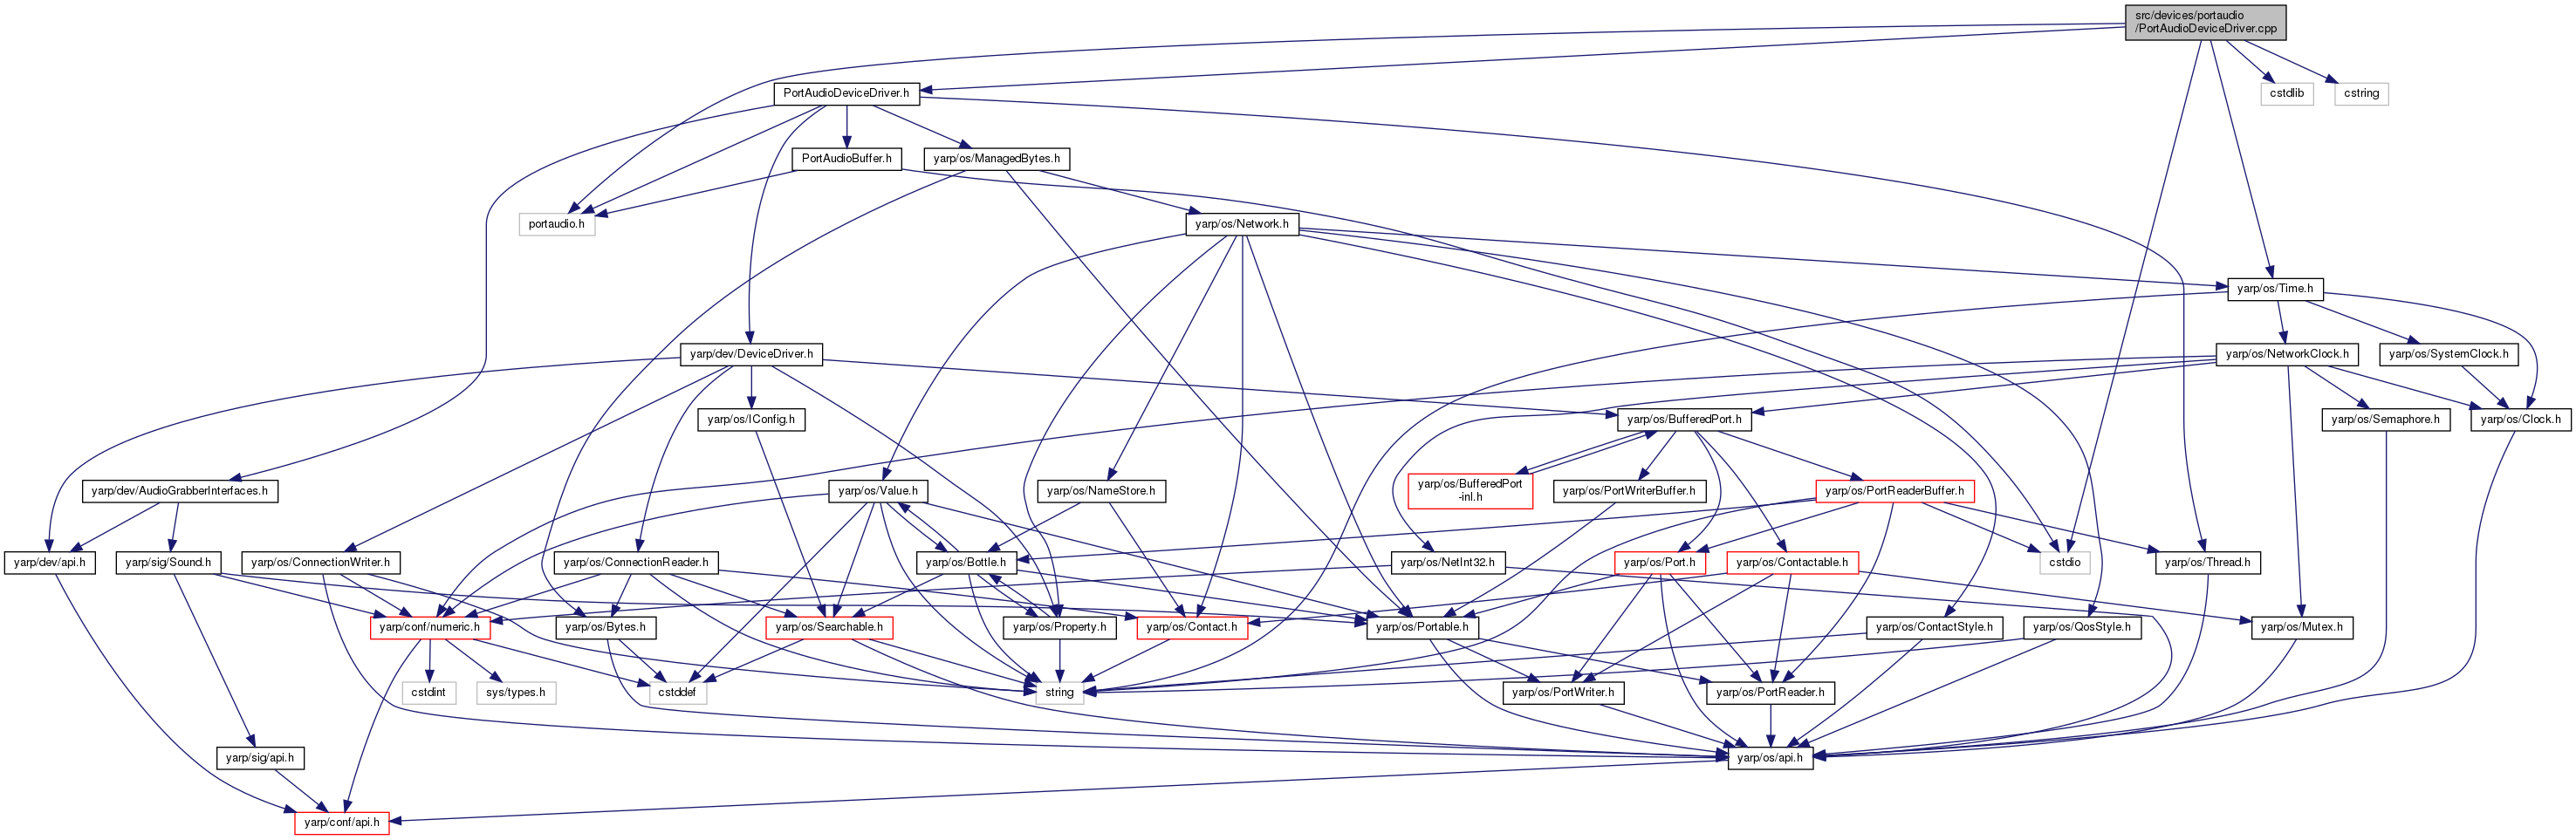 src/devices/portaudio
/PortAudioDeviceDriver.cpp
PortAudioDeviceDriver.h
cstdlib
cstring
PortAudioBuffer.h
yarp/os/ManagedBytes.h
portaudio.h
yarp/os/Network.h
yarp/os/Time.h
yarp/dev/DeviceDriver.h
yarp/os/NetworkClock.h
yarp/os/SystemClock.h
yarp/os/IConfig.h
yarp/os/BufferedPort.h
yarp/os/Semaphore.h
yarp/os/Clock.h
yarp/dev/AudioGrabberInterfaces.h
yarp/os/Value.h
yarp/os/NameStore.h
yarp/os/BufferedPort
-inl.h
yarp/os/PortWriterBuffer.h
yarp/os/PortReaderBuffer.h
yarp/dev/api.h
yarp/sig/Sound.h
yarp/os/ConnectionWriter.h
yarp/os/ConnectionReader.h
yarp/os/Bottle.h
yarp/os/NetInt32.h
yarp/os/Port.h
yarp/os/Contactable.h
cstdio
yarp/os/Thread.h
yarp/conf/numeric.h
yarp/os/Bytes.h
yarp/os/Searchable.h
yarp/os/Property.h
yarp/os/Contact.h
yarp/os/Portable.h
yarp/os/ContactStyle.h
yarp/os/QosStyle.h
yarp/os/Mutex.h
cstdint
sys/types.h
cstddef
string
yarp/os/PortWriter.h
yarp/os/PortReader.h
yarp/sig/api.h
yarp/os/api.h
yarp/conf/api.h